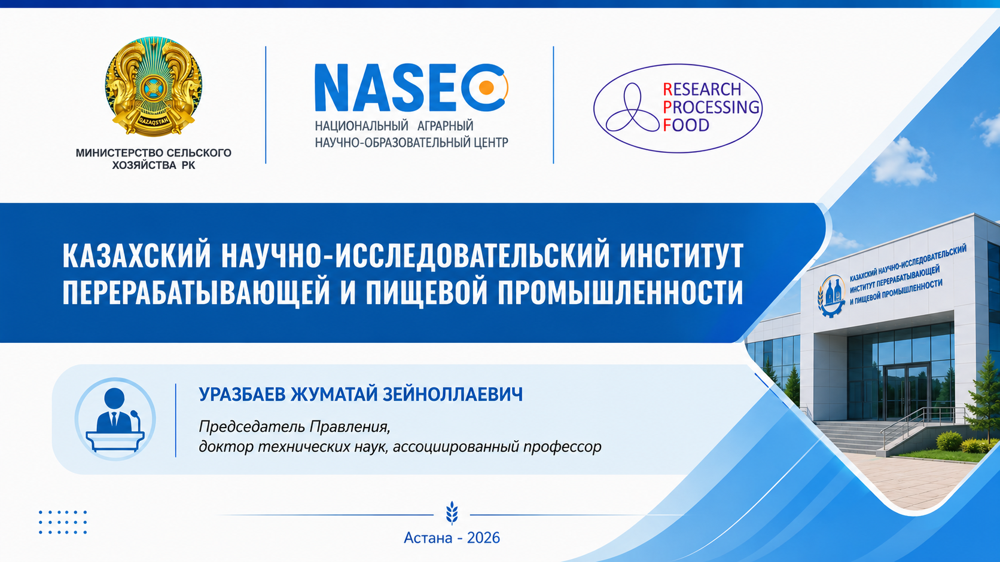 QAZAQSTAN
МИНИСТЕРСТВО СЕЛЬСКОГО
ХОЗЯЙСТВА РК
NASEC
НАЦИОНАЛЬНЫЙ АГРАРНЫЙ
НАУЧНО-ОБРАЗОВАТЕЛЬНЫЙ ЦЕНТР
RESEARCH
PROCESSING
FOOD
КАЗАХСКИЙ НАУЧНО-ИССЛЕДОВАТЕЛЬСКИЙ ИНСТИТУТ
ПЕРЕРАБАТЫВАЮЩЕЙ И ПИЩЕВОЙ ПРОМЫШЛЕННОСТИ
КАЗАХСКИЙ НАУЧНО-ИССЛЕДОВАТЕЛЬСКИЙ
ИНСТИТУТ ПЕРЕРАБАТЫВАЮЩЕЙ
И ПИЩЕВОЙ ПРОМЫШЛЕННОСТИ
УРАЗБАЕВ ЖУМАТАЙ ЗЕЙНОЛЛАЕВИЧ
Председатель Правления,
доктор технических наук, ассоциированный профессор
Астана - 2026